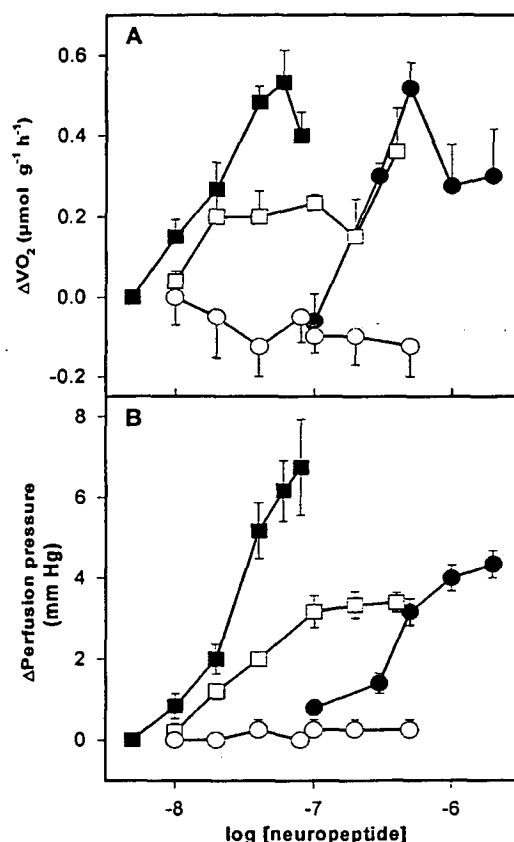 A
0.6
0.4
0.2
0.0
-0.2
ΔVO₂ (μmol g⁻¹ h⁻¹)
B
8
6
4
2
0
ΔPerfusion pressure
(mm Hg)
-8
-7
-6
log [neuropeptide]